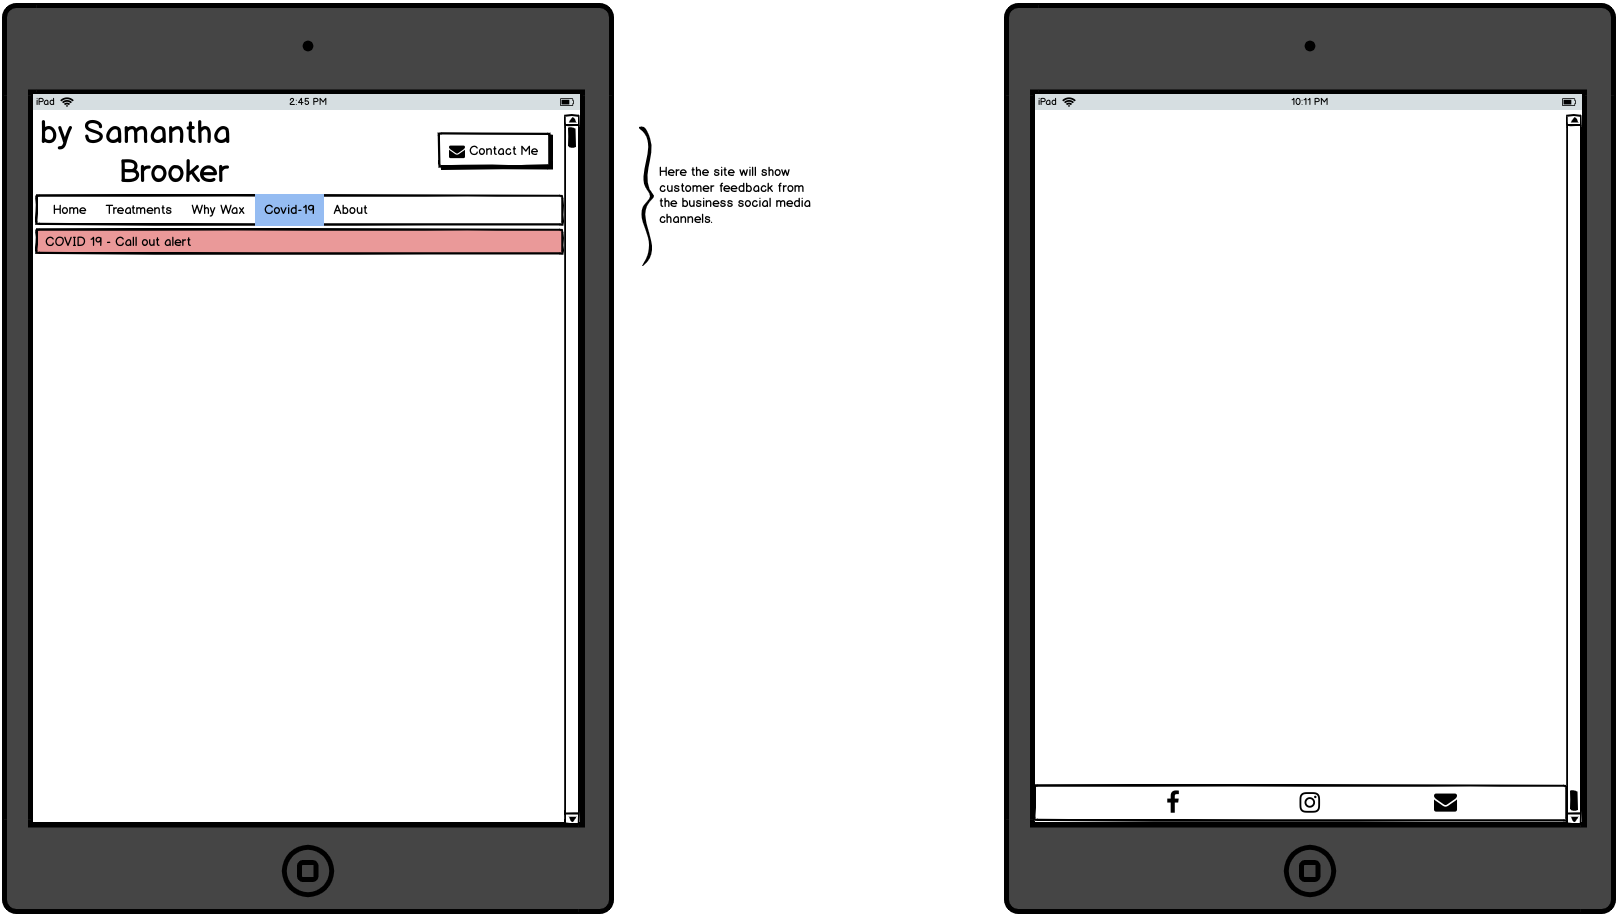 iPad 2:45 PM
by Samantha
Brooker
Contact Me
Home Treatments Why Wax Covid-19 About
COVID 19 - Call out alert
Here the site will show
customer feedback from
the business social media
channels.
iPad 10:11 PM